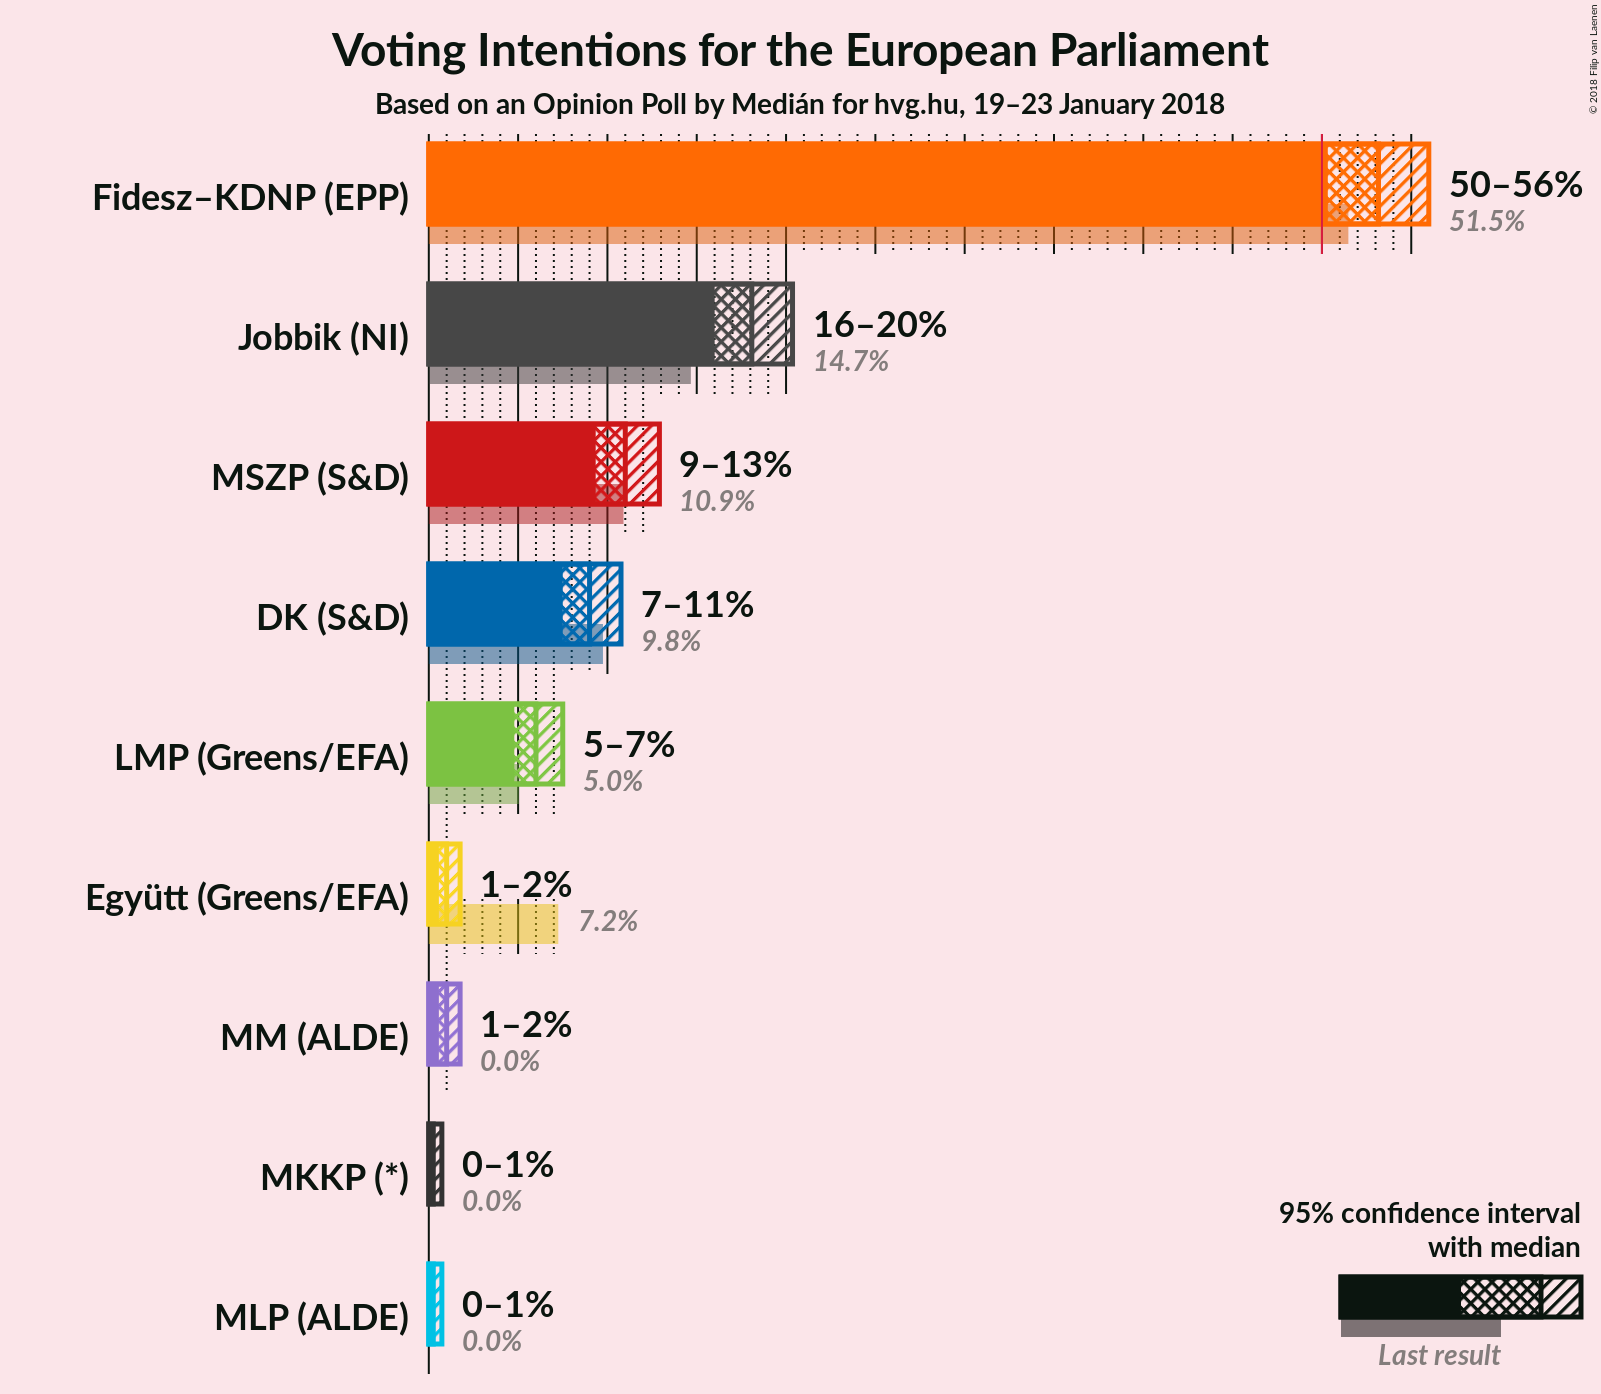 Voting Intentions for the European Parliament
Based on an Opinion Poll by Medián for hvg.hu, 19–23 January 2018
© 2018 Filip van Laenen
Fidesz–KDNP (EPP)
50–56%
51.5%
Jobbik (NI)
16–20%
14.7%
MSZP (S&D)
9–13%
10.9%
DK (S&D)
7–11%
9.8%
LMP (Greens/EFA)
5–7%
5.0%
Együtt (Greens/EFA)
1–2%
7.2%
MM (ALDE)
1–2%
0.0%
MKKP (*)
0–1%
0.0%
MLP (ALDE)
0–1%
0.0%
95% confidence interval
with median
Last result